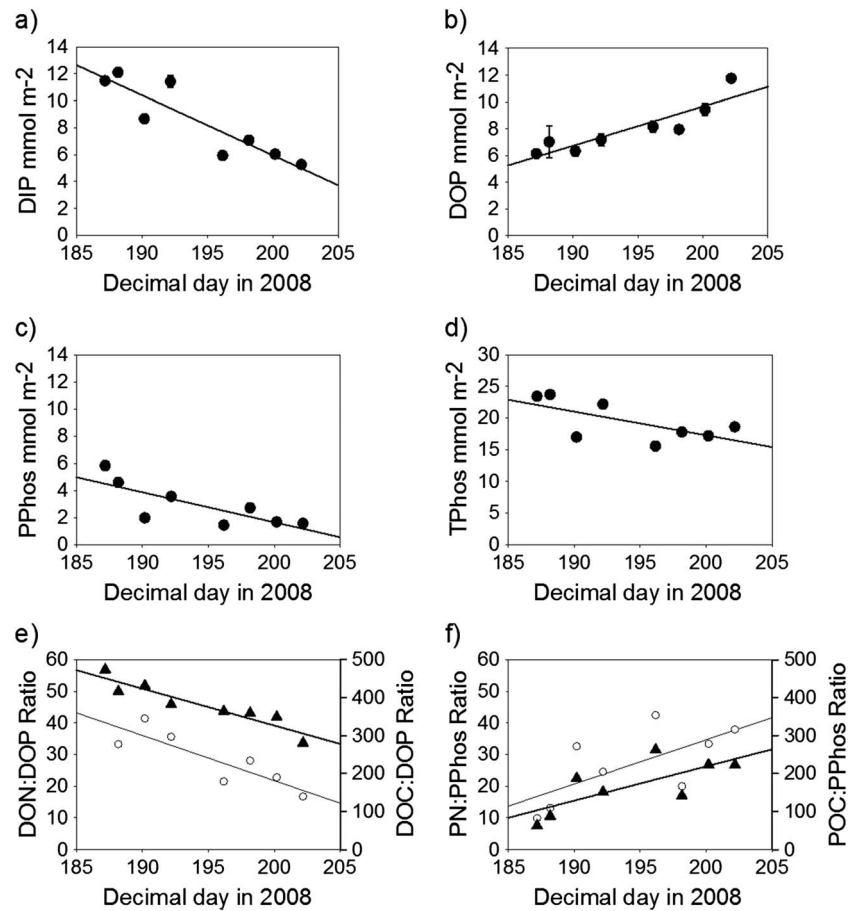 a)
14
12
10
8
6
4
2
0
DIP mmol m-2
185 190 195 200 205
Decimal day in 2008
b)
14
12
10
8
6
4
2
0
DOP mmol m-2
185 190 195 200 205
Decimal day in 2008
c)
14
12
10
8
6
4
2
0
PPhos mmol m-2
185 190 195 200 205
Decimal day in 2008
d)
30
25
20
15
10
5
0
TPhos mmol m-2
185 190 195 200 205
Decimal day in 2008
e)
60
50
40
30
20
10
0
DON:DOP Ratio
500
400
300
200
100
0
DOC:DOP Ratio
185 190 195 200 205
Decimal day in 2008
f)
60
50
40
30
20
10
0
PN:PPhos Ratio
500
400
300
200
100
0
POC:PPhos Ratio
185 190 195 200 205
Decimal day in 2008